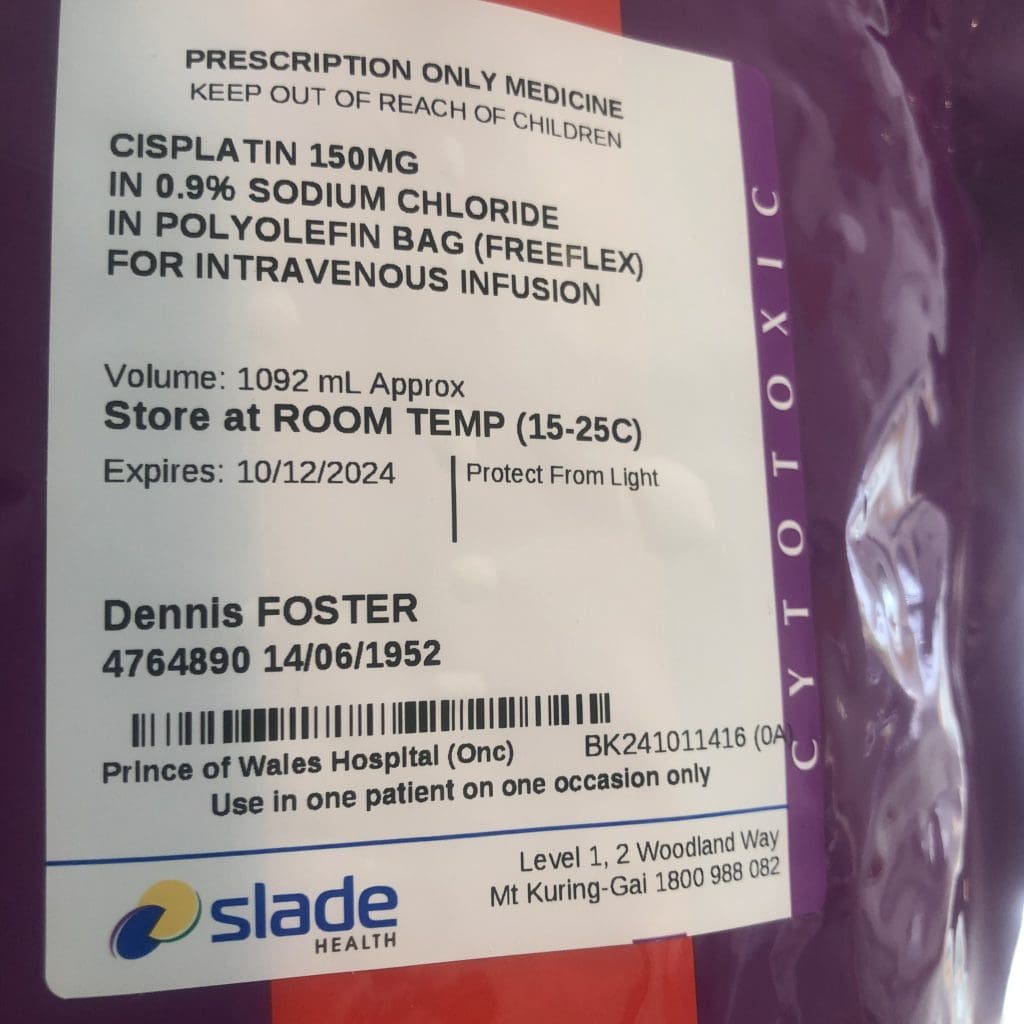 PRESCRIPTION ONLY MEDICINE
KEEP OUT OF REACH OF CHILDREN
CISPLATIN 150MG
IN 0.9% SODIUM CHLORIDE
IN POLYOLEFIN BAG (FREEFLEX)
FOR INTRAVENOUS INFUSION
Volume: 1092 mL Approx
Store at ROOM TEMP (15-25C)
Expires: 10/12/2024
Protect From Light
Dennis FOSTER
4764890 14/06/1952
Prince of Wales Hospital (Onc)
BK241011416 (0A)
Use in one patient on one occasion only
Level 1, 2 Woodland Way
Mt Kuring-Gai 1800 988 082
slade
HEALTH
CYTOTOXIC